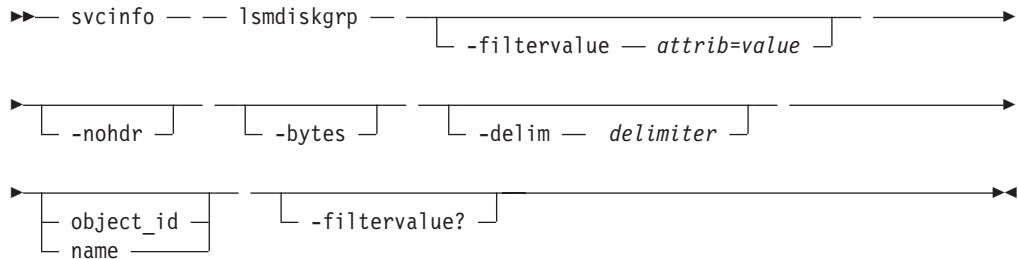 svcinfo lsmdiskgrp
-filtervalue attrib=value
-nohdr -bytes -delim delimiter
object_id -filtervalue?
name